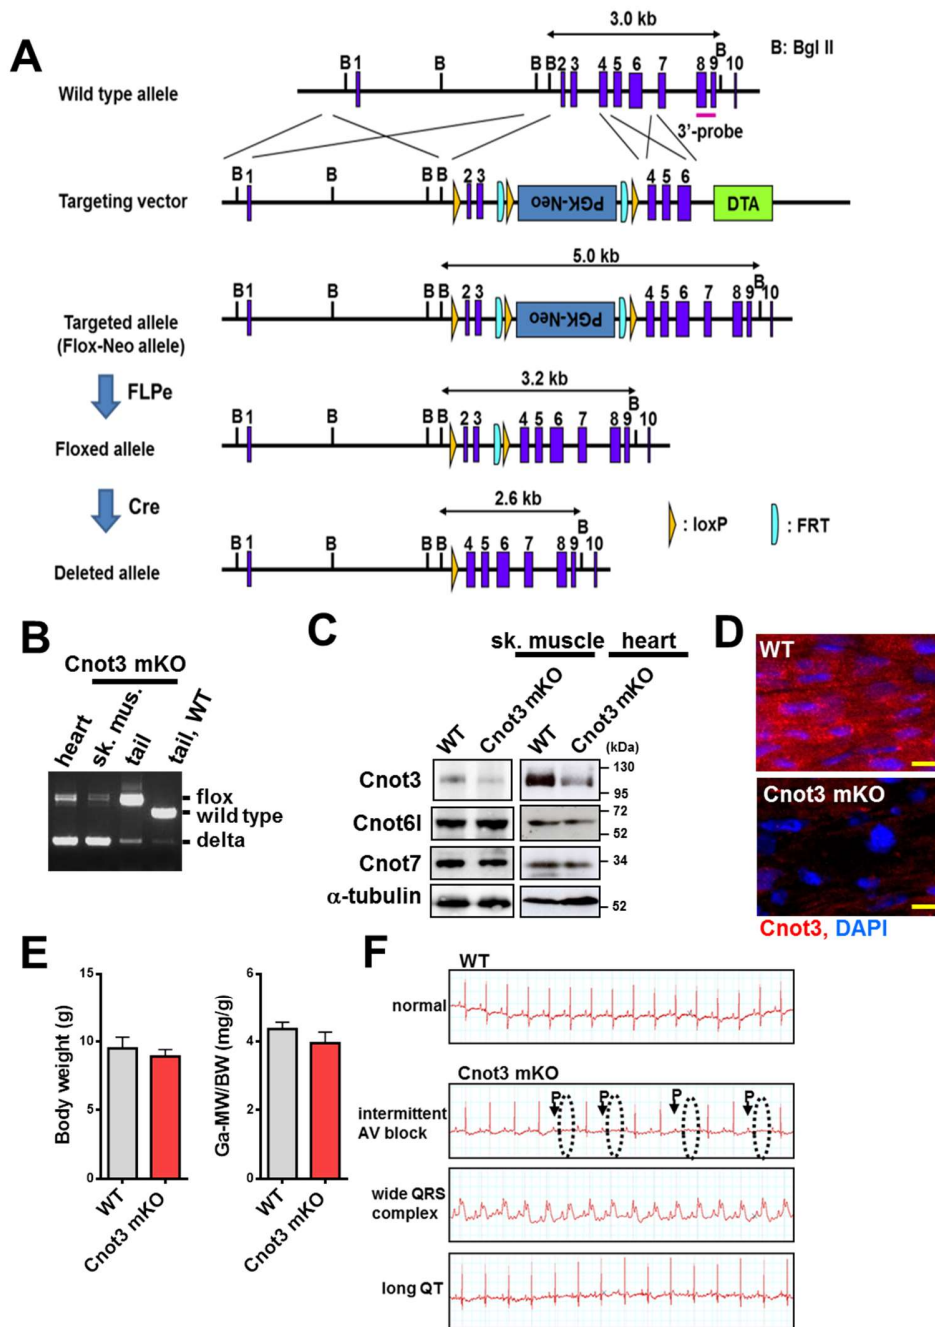 A
3.0 kb
B: Bgl II
B 1 B B B 2 3 4 5 6 7 8 9 B 10
Wild type allele
3'-probe
B 1 B B B 2 3 4 5 6
Targeting vector
PGK-Neo
DTA
5.0 kb
B 1 B B B 2 3 4 5 6 7 8 9 B 10
Targeted allele
(Flox-Neo allele)
PGK-Neo
FLPe
3.2 kb
B 1 B B B 2 3 4 5 6 7 8 9 B 10
Floxed allele
Cre
2.6 kb
: loxP : FRT
B 1 B B B 4 5 6 7 8 9 B 10
Deleted allele
B
Cnot3 mKO
heart
sk. mus.
tail
tail, WT
flox
wild type
delta
C
sk. muscle heart
WT
Cnot3 mKO
WT
Cnot3 mKO
(kDa)
Cnot3
130
95
Cnot6l
72
52
Cnot7
34
α-tubulin
52
D
WT
Cnot3 mKO
Cnot3, DAPI
E
Body weight (g)
15
10
5
0
WT
Cnot3 mKO
Ga-MW/BW (mg/g)
6
4
2
0
WT
Cnot3 mKO
F
WT
normal
Cnot3 mKO
intermittent
AV block
P P P P
wide QRS
complex
long QT